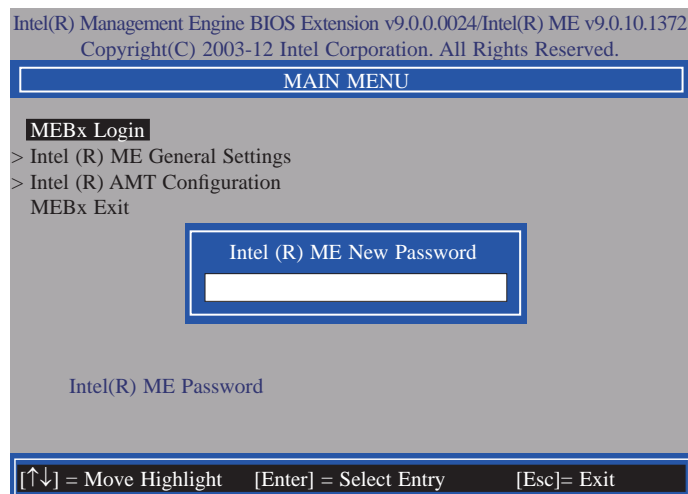 Intel(R) Management Engine BIOS Extension v9.0.0.0024/Intel(R) ME v9.0.10.1372
Copyright(C) 2003-12 Intel Corporation. All Rights Reserved.
MAIN MENU
MEBx Login
> Intel (R) ME General Settings
> Intel (R) AMT Configuration
MEBx Exit
Intel (R) ME New Password
Intel(R) ME Password
[↑↓] = Move Highlight [Enter] = Select Entry [Esc]= Exit